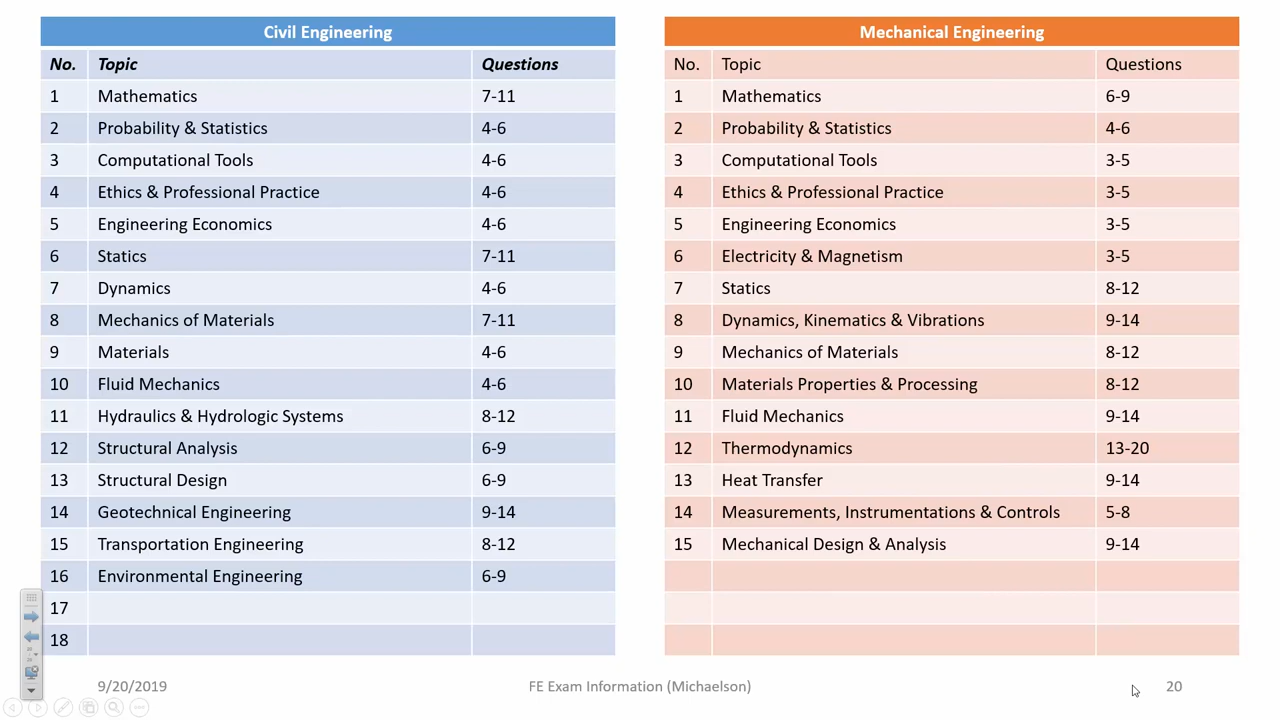 Civil Engineering
No. Topic Questions
1 Mathematics 7-11
2 Probability & Statistics 4-6
3 Computational Tools 4-6
4 Ethics & Professional Practice 4-6
5 Engineering Economics 4-6
6 Statics 7-11
7 Dynamics 4-6
8 Mechanics of Materials 7-11
9 Materials 4-6
10 Fluid Mechanics 4-6
11 Hydraulics & Hydrologic Systems 8-12
12 Structural Analysis 6-9
13 Structural Design 6-9
14 Geotechnical Engineering 9-14
15 Transportation Engineering 8-12
16 Environmental Engineering 6-9
17
18
Mechanical Engineering
No. Topic Questions
1 Mathematics 6-9
2 Probability & Statistics 4-6
3 Computational Tools 3-5
4 Ethics & Professional Practice 3-5
5 Engineering Economics 3-5
6 Electricity & Magnetism 3-5
7 Statics 8-12
8 Dynamics, Kinematics & Vibrations 9-14
9 Mechanics of Materials 8-12
10 Materials Properties & Processing 8-12
11 Fluid Mechanics 9-14
12 Thermodynamics 13-20
13 Heat Transfer 9-14
14 Measurements, Instrumentations & Controls 5-8
15 Mechanical Design & Analysis 9-14
9/20/2019 FE Exam Information (Michaelson) 20